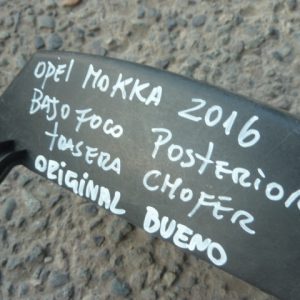 OPEL MOKKA 2016
BAJO FOCO POSTERIOR
TRASERA CHOFER
ORIGINAL BUENO